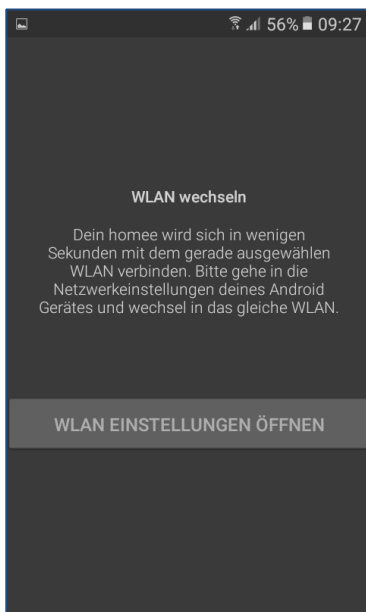 56% 09:27
WLAN wechseln
Dein homee wird sich in wenigen
Sekunden mit dem gerade ausgewählen
WLAN verbinden. Bitte gehe in die
Netzwerkeinstellungen deines Android
Gerätes und wechsel in das gleiche WLAN.
WLAN EINSTELLUNGEN ÖFFNEN